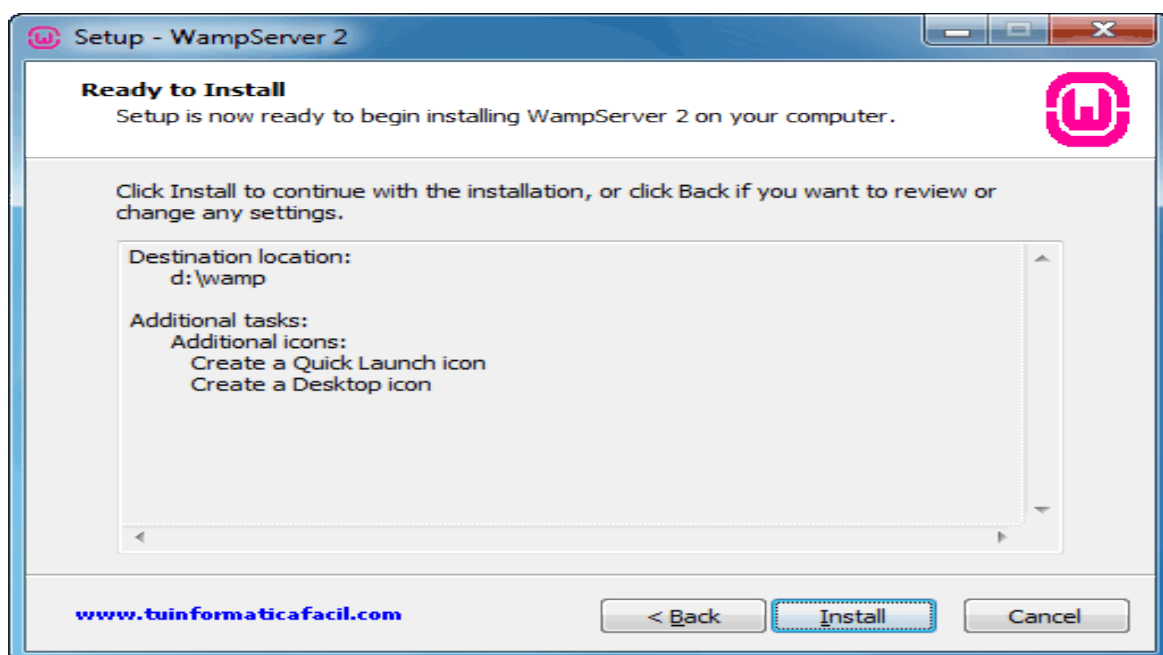 Setup - WampServer 2
Ready to Install
Setup is now ready to begin installing WampServer 2 on your computer.
Click Install to continue with the installation, or click Back if you want to review or
change any settings.
Destination location:
d:\wamp
Additional tasks:
Additional icons:
Create a Quick Launch icon
Create a Desktop icon
www.tuinformaticafacil.com
< Back
Install
Cancel